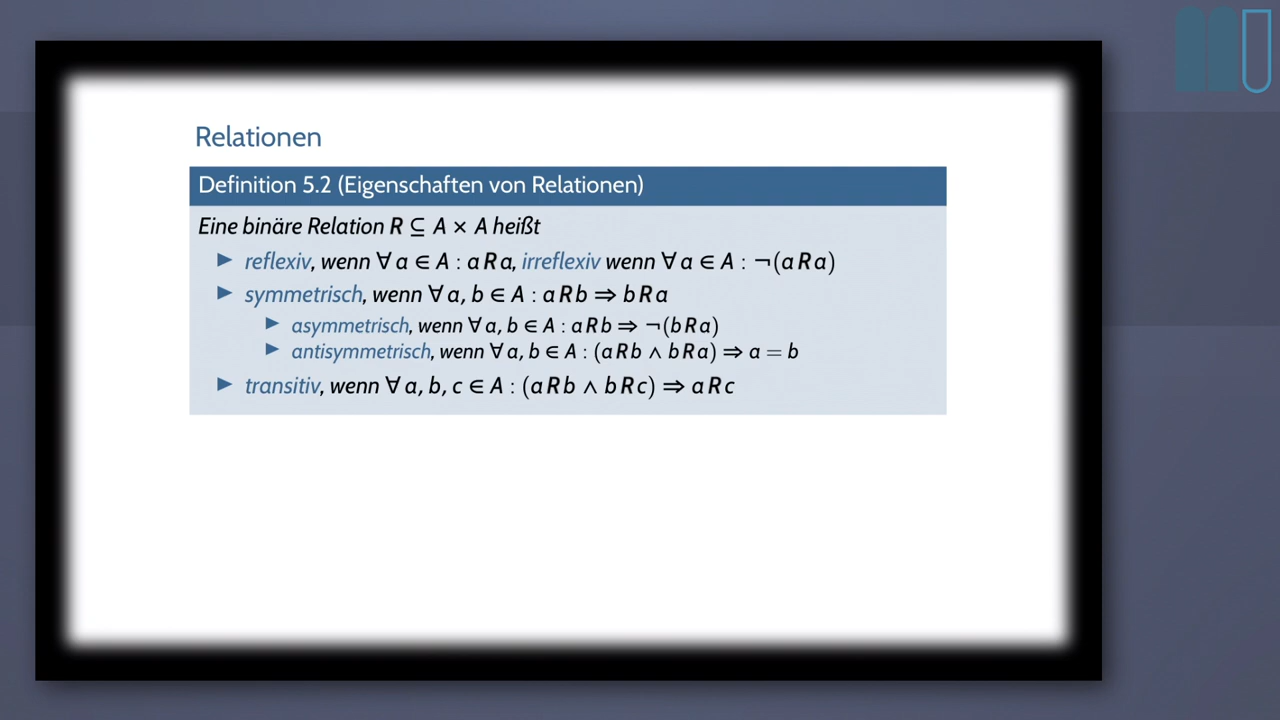 Relationen
Definition 5.2 (Eigenschaften von Relationen)
Eine binäre Relation R ⊆ A × A heißt
▶ reflexiv, wenn ∀ a ∈ A : a R a, irreflexiv wenn ∀ a ∈ A : ¬(a R a)
▶ symmetrisch, wenn ∀ a, b ∈ A : a R b ⇒ b R a
▶ asymmetrisch, wenn ∀ a, b ∈ A : a R b ⇒ ¬(b R a)
▶ antisymmetrisch, wenn ∀ a, b ∈ A : (a R b ∧ b R a) ⇒ a = b
▶ transitiv, wenn ∀ a, b, c ∈ A : (a R b ∧ b R c) ⇒ a R c